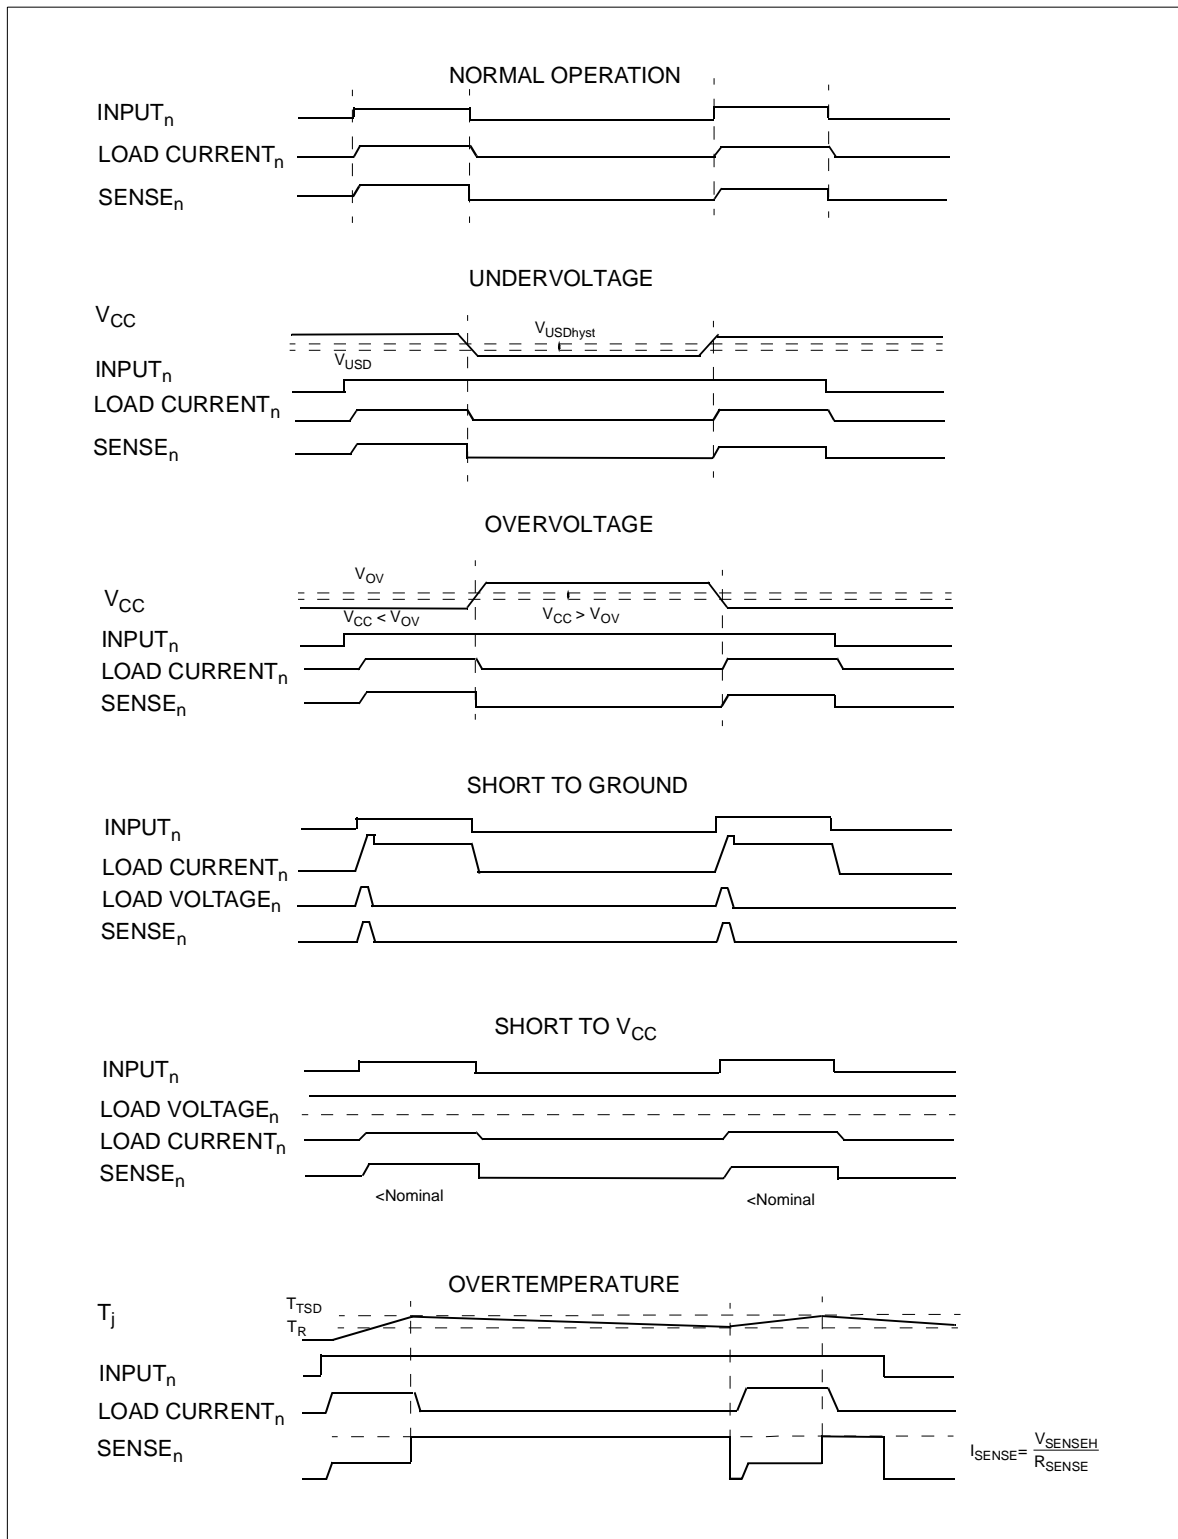 NORMAL OPERATION
INPUTn
LOAD CURRENTn
SENSEn
UNDERVOLTAGE
VCC
VUSDhyst
VUSD
INPUTn
LOAD CURRENTn
SENSEn
OVERVOLTAGE
VOV
VCC
VCC < VOV
VCC > VOV
INPUTn
LOAD CURRENTn
SENSEn
SHORT TO GROUND
INPUTn
LOAD CURRENTn
LOAD VOLTAGEn
SENSEn
SHORT TO VCC
INPUTn
LOAD VOLTAGEn
LOAD CURRENTn
SENSEn
<Nominal
<Nominal
OVERTEMPERATURE
Tj
TTSD
TR
INPUTn
LOAD CURRENTn
SENSEn
ISENSE= VSENSEH
RSENSE